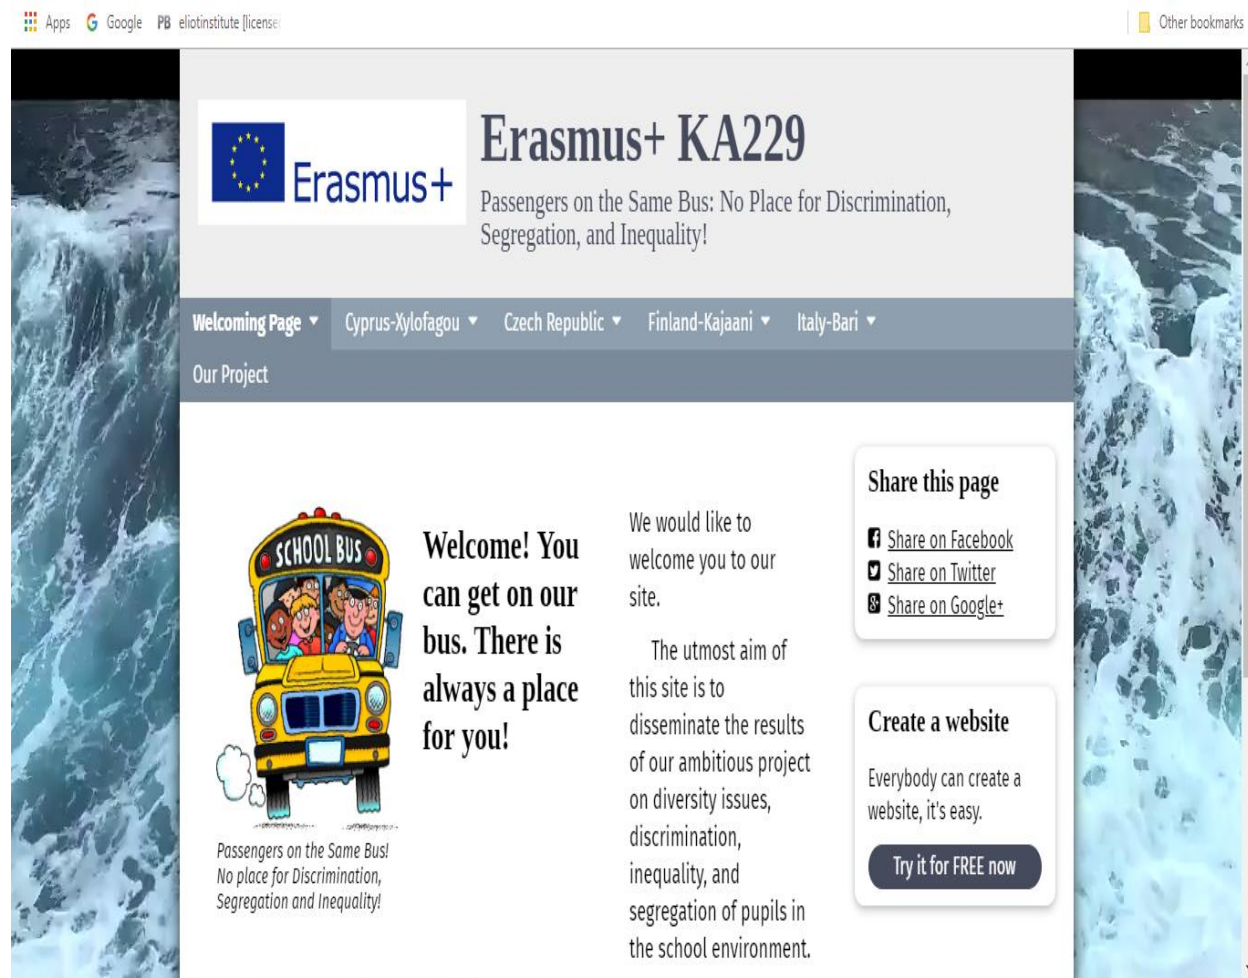 Apps Google PB eliotinstitute [license Other bookmarks
Erasmus+
Erasmus+ KA229
Passengers on the Same Bus: No Place for Discrimination,
Segregation, and Inequality!
Welcoming Page Cyprus-Xylofagou Czech Republic Finland-Kajaani Italy-Bari
Our Project
SCHOOL BUS
Passengers on the Same Bus!
No place for Discrimination,
Segregation and Inequality!
Welcome! You
can get on our
bus. There is
always a place
for you!
We would like to
welcome you to our
site.
The utmost aim of
this site is to
disseminate the results
of our ambitious project
on diversity issues,
discrimination,
inequality, and
segregation of pupils in
the school environment.
Share this page
Share on Facebook
Share on Twitter
Share on Google+
Create a website
Everybody can create a
website, it's easy.
Try it for FREE now